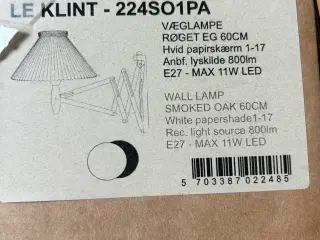 LE KLINT - 224SO1PA
VÆGLAMPE
RØGET EG 60CM
Hvid papirskærm 1-17
Anbf. lyskilde 800lm
E27 - MAX 11W LED
WALL LAMP
SMOKED OAK 60CM
White papershade1-17
Rec. light source 800lm
E27 - MAX 11W LED
5 703387 022485